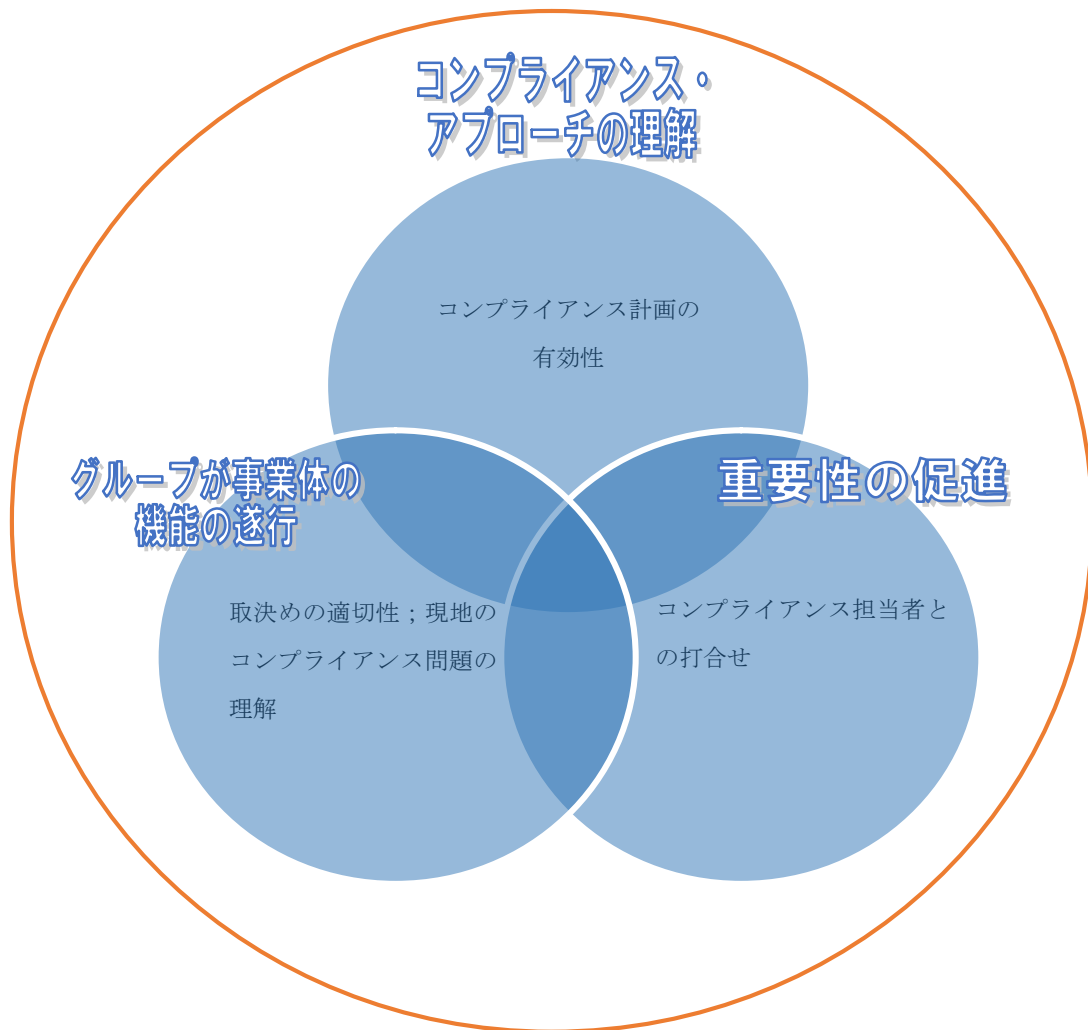 コンプライアンス・
アプローチの理解
コンプライアンス計画の
有効性
グループが事業体の
機能の遂行
取決めの適切性；現地の
コンプライアンス問題の
理解
重要性の促進
コンプライアンス担当者と
の打合せ